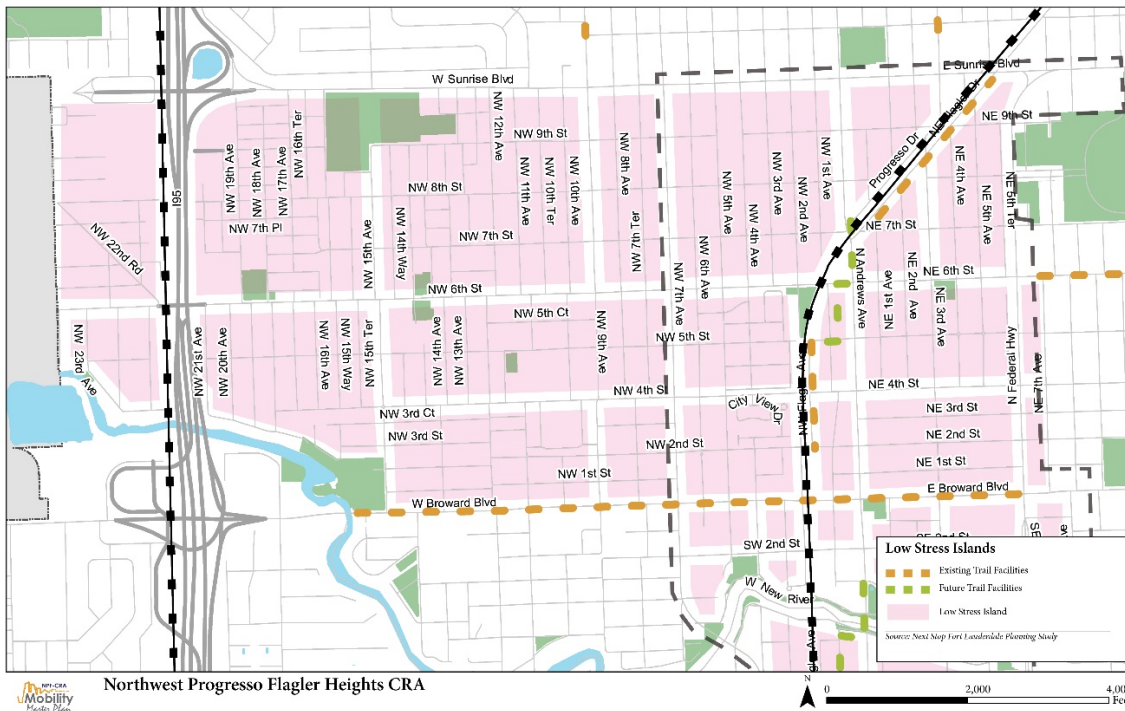 W Sunrise Blvd
E Sunrise Blvd
I95
NE Flagler Dr
Progresso Dr
NW 19th Ave
NW 18th Ave
NW 17th Ave
NW 16th Ter
NW 12th Ave
NW 9th St
NE 9th St
NW 8th Ave
NW 1st Ave
NW 8th St
NW 11th Ave
NW 10th Ter
NW 10th Ave
NW 5th Ave
NW 3rd Ave
NW 2nd Ave
NE 4th Ave
NE 5th Ave
NE 5th Ter
NW 7th Pl
NW 15th Ave
NW 14th Way
NW 7th St
NW 7th Ter
NW 4th Ave
NE 7th St
NW 22nd Rd
NW 6th St
NW 7th Ave
NW 6th Ave
N Andrews Ave
NE 1st Ave
NE 2nd Ave
NE 6th St
NE 3rd Ave
NW 5th Ct
NW 5th St
NW 23rd Ave
NW 21st Ave
NW 20th Ave
NW 16th Ave
NW 15th Way
NW 15th Ter
NW 14th Ave
NW 13th Ave
NW 9th Ave
N Federal Hwy
NE 7th Ave
NW 4th S
NE 4th St
City View Dr
NW 3rd Ct
NE 3rd St
NW 3rd St
NW 2nd St
NE 2nd St
NW 1st St
NE 1st St
W Broward Blvd
E Broward Blvd
SW 2nd St
W New River
Low Stress Islands
Existing Trail Facilities
Future Trail Facilities
Low Stress Island
Source: Next Stop Fort Lauderdale Planning Study
NPF-CRA
Mobility
Master Plan
Northwest Progresso Flagler Heights CRA
N
0 2,000 4,00
Fee